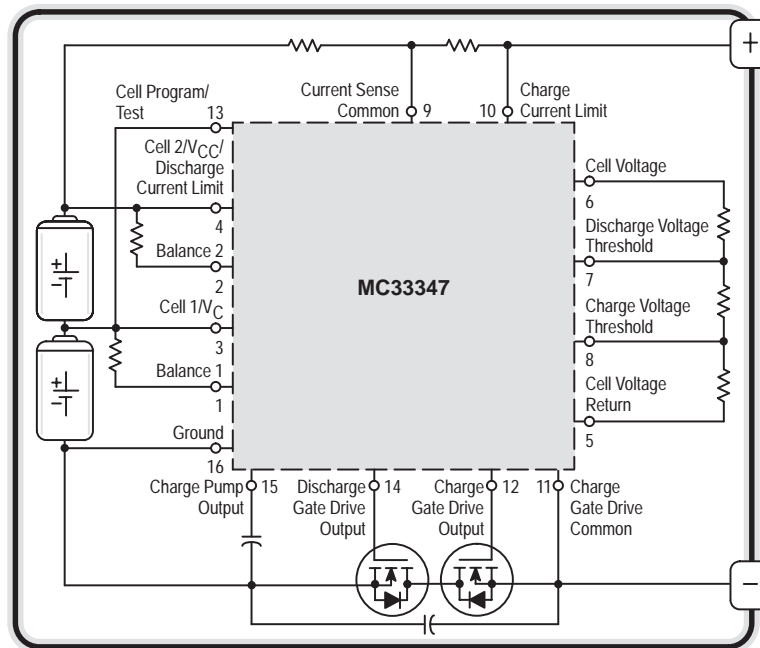 +
Cell Program/
Test 13
Current Sense
Common 9
Charge
10 Current Limit
Cell 2/VCC/
Discharge
Current Limit
4
Balance 2
2
Cell 1/VC
3
Balance 1
1
Ground
16
+
−
+
−
MC33347
Cell Voltage
6
Discharge Voltage
Threshold
7
Charge Voltage
Threshold
8
Cell Voltage
Return
5
Charge Pump 15
Output
Discharge 14
Gate Drive
Output
Charge 12
Gate Drive
Output
11 Charge
Gate Drive
Common
−